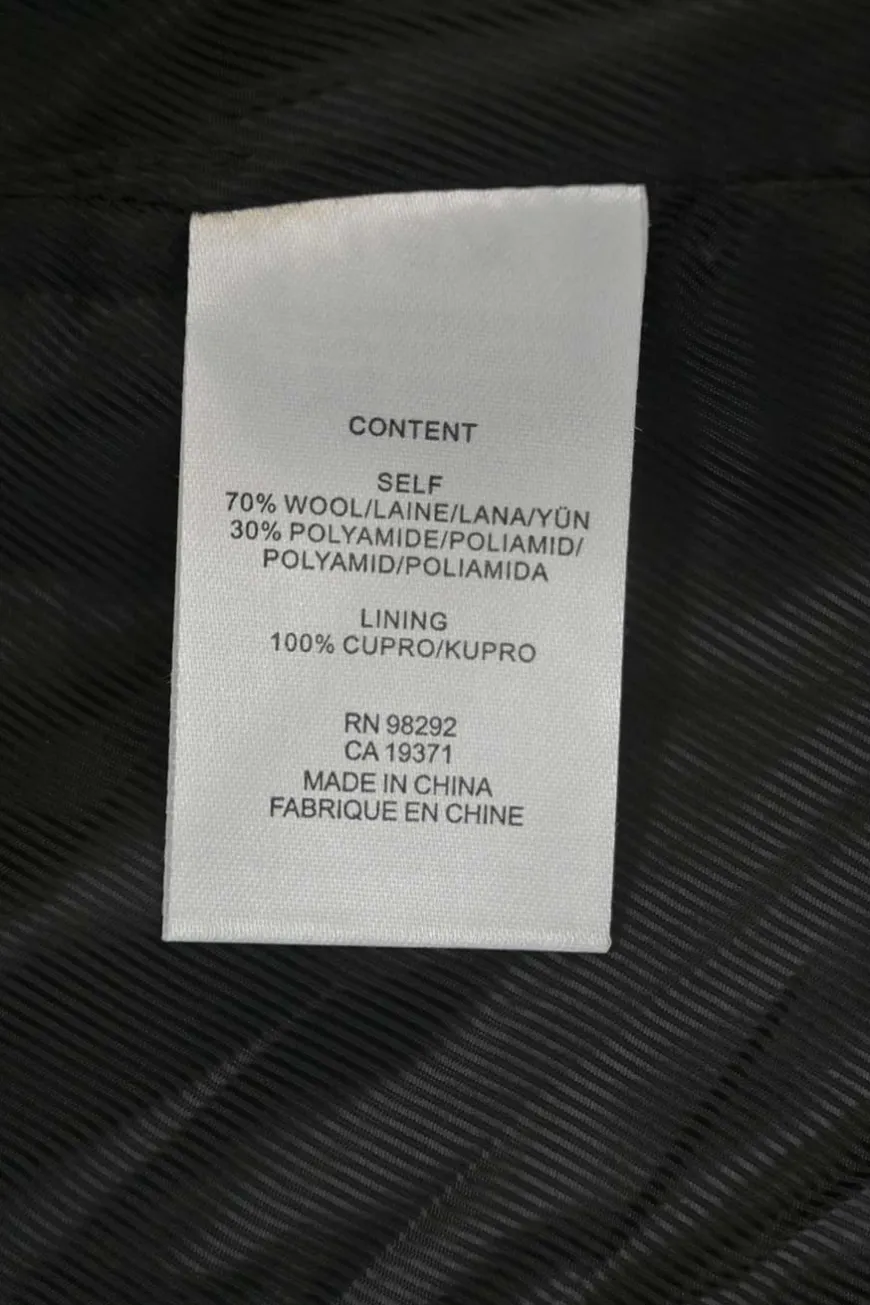 CONTENT
SELF
70% WOOL/LAINE/LANA/YÜN
30% POLYAMIDE/POLIAMID/
POLYAMID/POLIAMIDA
LINING
100% CUPRO/KUPRO
RN 98292
CA 19371
MADE IN CHINA
FABRIQUE EN CHINE